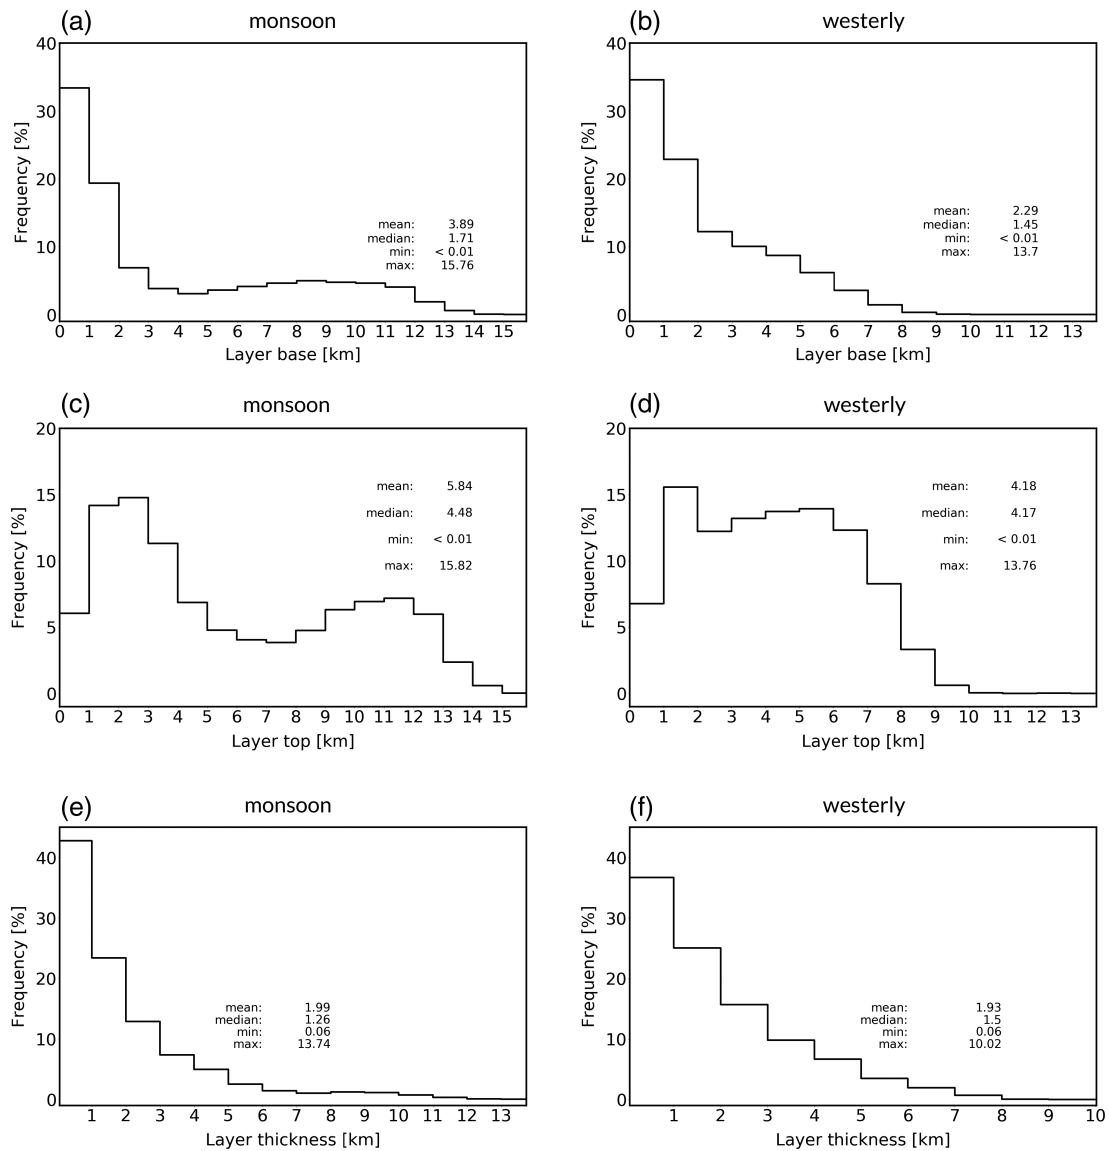 (a) monsoon
40
30
20
10
0
Frequency [%]
mean: 3.89
median: 1.71
min: < 0.01
max: 15.76
0 1 2 3 4 5 6 7 8 9 10 11 12 13 14 15
Layer base [km]
(b) westerly
40
30
20
10
0
Frequency [%]
mean: 2.29
median: 1.45
min: < 0.01
max: 13.7
0 1 2 3 4 5 6 7 8 9 10 11 12 13
Layer base [km]
(c) monsoon
20
15
10
5
0
Frequency [%]
mean: 5.84
median: 4.48
min: < 0.01
max: 15.82
0 1 2 3 4 5 6 7 8 9 10 11 12 13 14 15
Layer top [km]
(d) westerly
20
15
10
5
0
Frequency [%]
mean: 4.18
median: 4.17
min: < 0.01
max: 13.76
0 1 2 3 4 5 6 7 8 9 10 11 12 13
Layer top [km]
(e) monsoon
40
30
20
10
0
Frequency [%]
mean: 1.99
median: 1.26
min: 0.06
max: 13.74
1 2 3 4 5 6 7 8 9 10 11 12 13
Layer thickness [km]
(f) westerly
40
30
20
10
0
Frequency [%]
mean: 1.93
median: 1.5
min: 0.06
max: 10.02
1 2 3 4 5 6 7 8 9 10
Layer thickness [km]